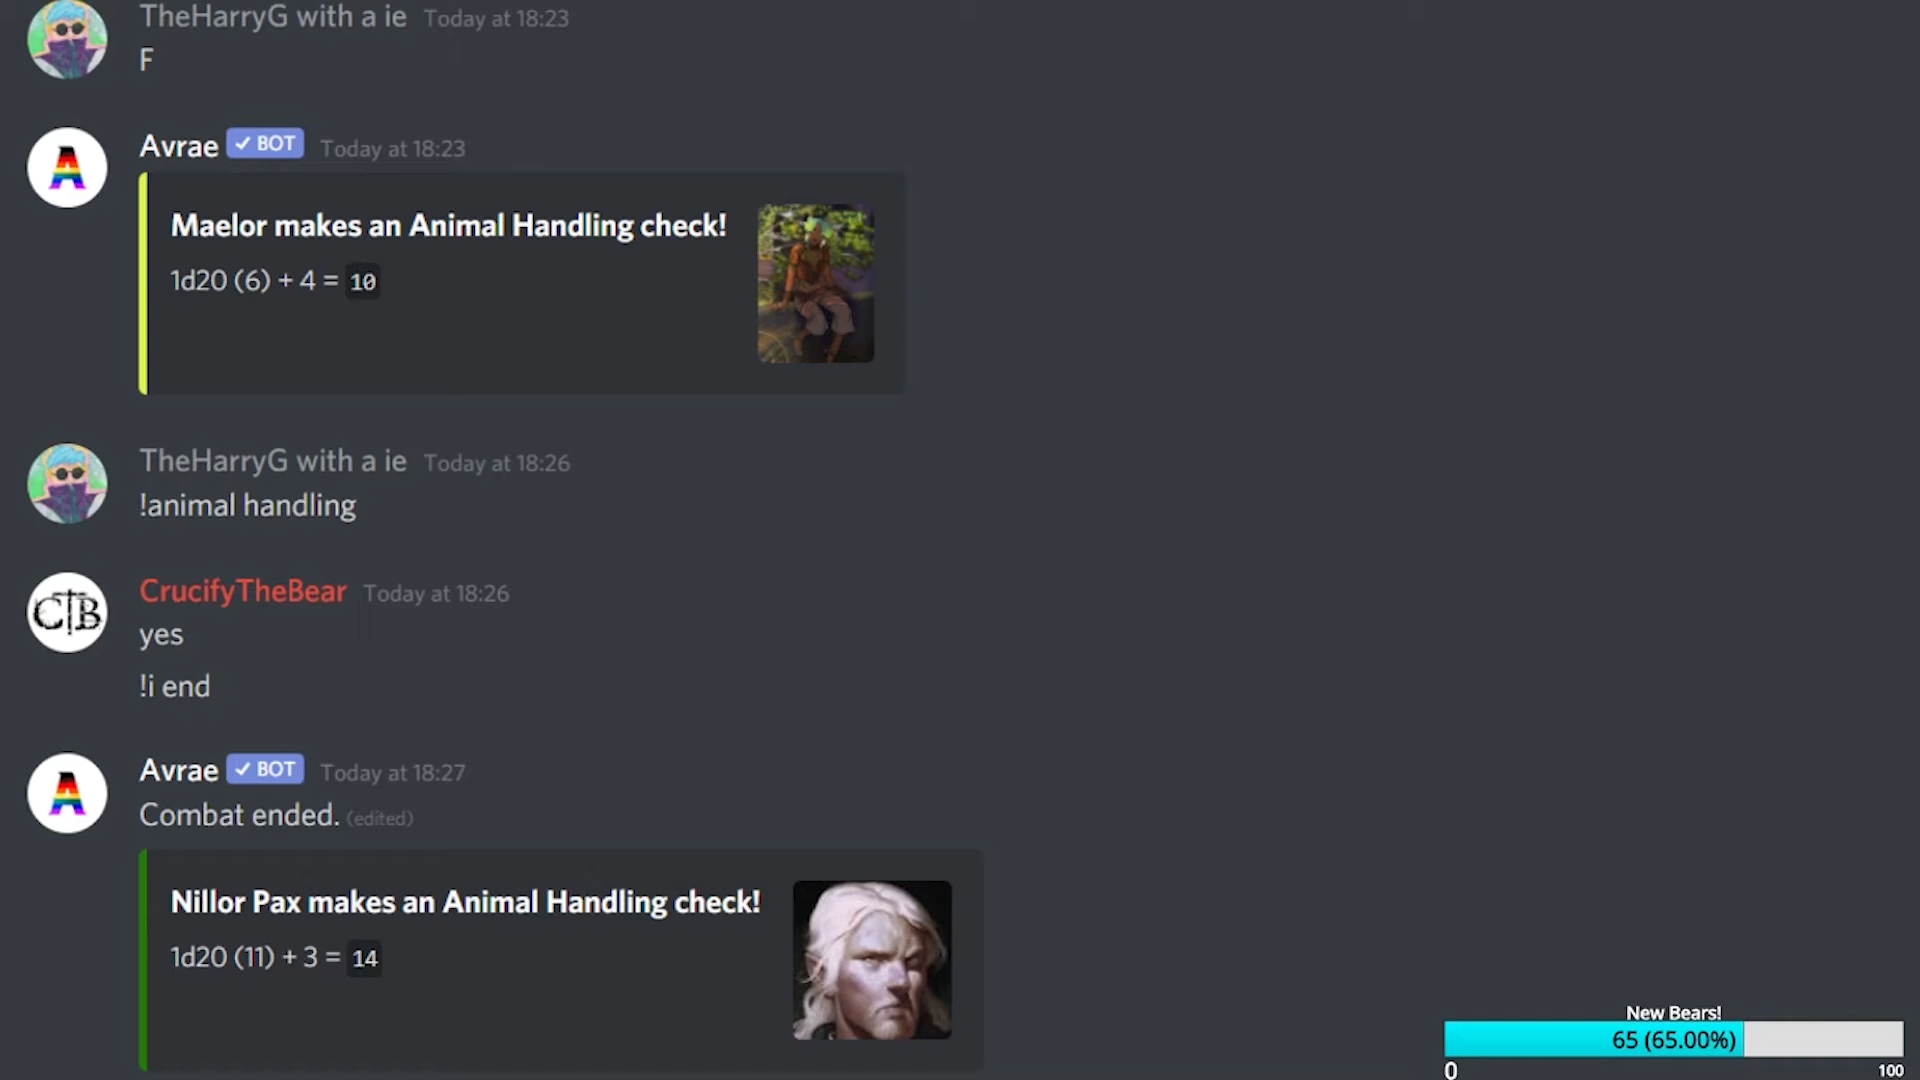 TheHarryG with a ie Today at 18:23
F
A
Avrae ✓ BOT Today at 18:23
Maelor makes an Animal Handling check!
1d20 (6) + 4 = 10
TheHarryG with a ie Today at 18:26
!animal handling
CTB
CrucifyTheBear Today at 18:26
yes
!i end
A
Avrae ✓ BOT Today at 18:27
Combat ended. (edited)
Nillor Pax makes an Animal Handling check!
1d20 (11) + 3 = 14
New Bears!
65 (65.00%)
0 100